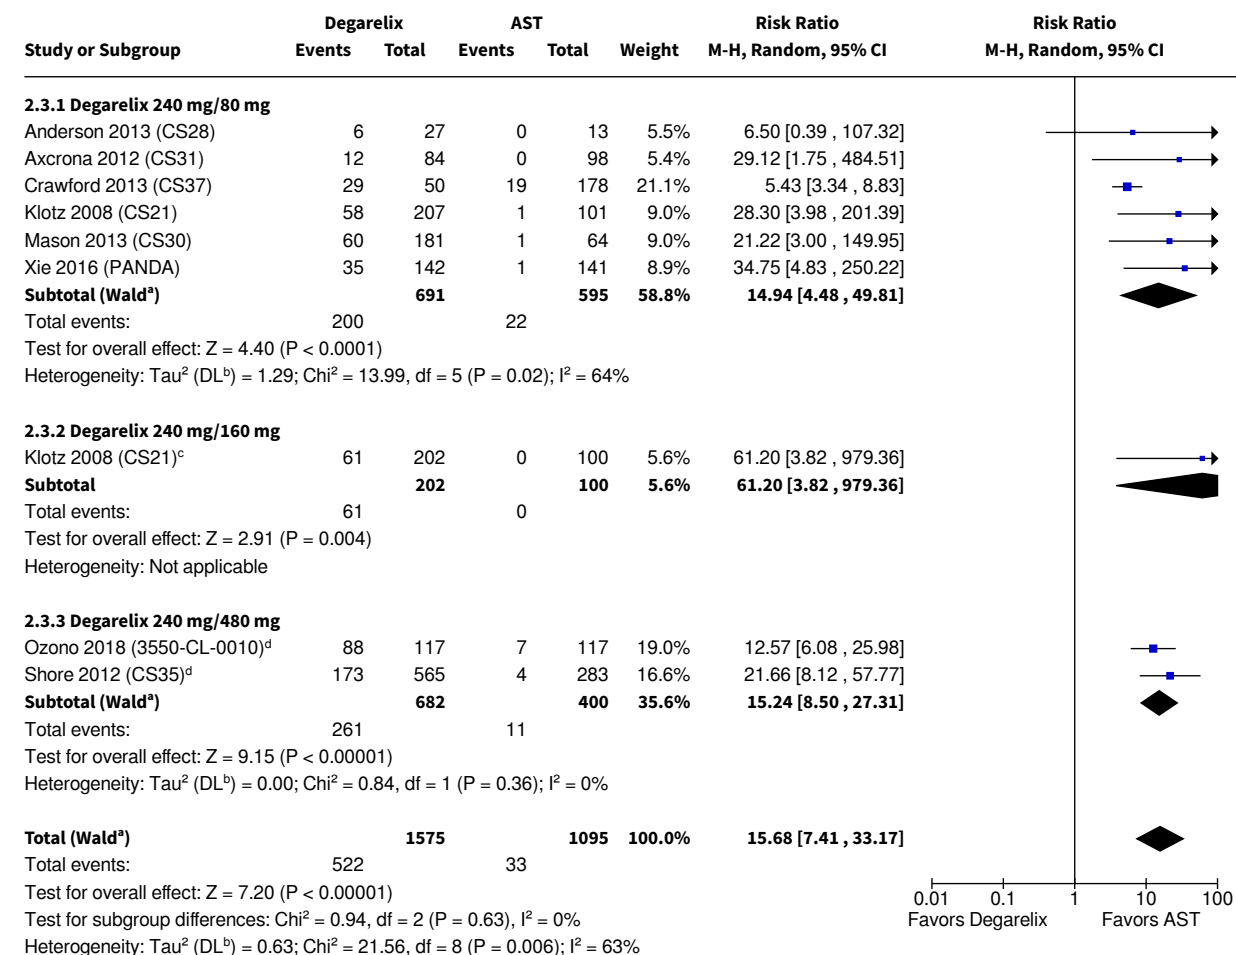 Degarelix AST Risk Ratio Risk Ratio
Study or Subgroup Events Total Events Total Weight M-H, Random, 95% CI M-H, Random, 95% CI
2.3.1 Degarelix 240 mg/80 mg
Anderson 2013 (CS28) 6 27 0 13 5.5% 6.50 [0.39 , 107.32]
Axcrona 2012 (CS31) 12 84 0 98 5.4% 29.12 [1.75 , 484.51]
Crawford 2013 (CS37) 29 50 19 178 21.1% 5.43 [3.34 , 8.83]
Klotz 2008 (CS21) 58 207 1 101 9.0% 28.30 [3.98 , 201.39]
Mason 2013 (CS30) 60 181 1 64 9.0% 21.22 [3.00 , 149.95]
Xie 2016 (PANDA) 35 142 1 141 8.9% 34.75 [4.83 , 250.22]
Subtotal (Waldᵃ) 691 595 58.8% 14.94 [4.48 , 49.81]
Total events: 200 22
Test for overall effect: Z = 4.40 (P < 0.0001)
Heterogeneity: Tau² (DLᵇ) = 1.29; Chi² = 13.99, df = 5 (P = 0.02); I² = 64%
2.3.2 Degarelix 240 mg/160 mg
Klotz 2008 (CS21)ᶜ 61 202 0 100 5.6% 61.20 [3.82 , 979.36]
Subtotal 202 100 5.6% 61.20 [3.82 , 979.36]
Total events: 61 0
Test for overall effect: Z = 2.91 (P = 0.004)
Heterogeneity: Not applicable
2.3.3 Degarelix 240 mg/480 mg
Ozono 2018 (3550-CL-0010)ᵈ 88 117 7 117 19.0% 12.57 [6.08 , 25.98]
Shore 2012 (CS35)ᵈ 173 565 4 283 16.6% 21.66 [8.12 , 57.77]
Subtotal (Waldᵃ) 682 400 35.6% 15.24 [8.50 , 27.31]
Total events: 261 11
Test for overall effect: Z = 9.15 (P < 0.00001)
Heterogeneity: Tau² (DLᵇ) = 0.00; Chi² = 0.84, df = 1 (P = 0.36); I² = 0%
Total (Waldᵃ) 1575 1095 100.0% 15.68 [7.41 , 33.17]
Total events: 522 33
Test for overall effect: Z = 7.20 (P < 0.00001)
Test for subgroup differences: Chi² = 0.94, df = 2 (P = 0.63), I² = 0%
Heterogeneity: Tau² (DLᵇ) = 0.63; Chi² = 21.56, df = 8 (P = 0.006); I² = 63%
0.01 0.1 1 10 100
Favors Degarelix Favors AST